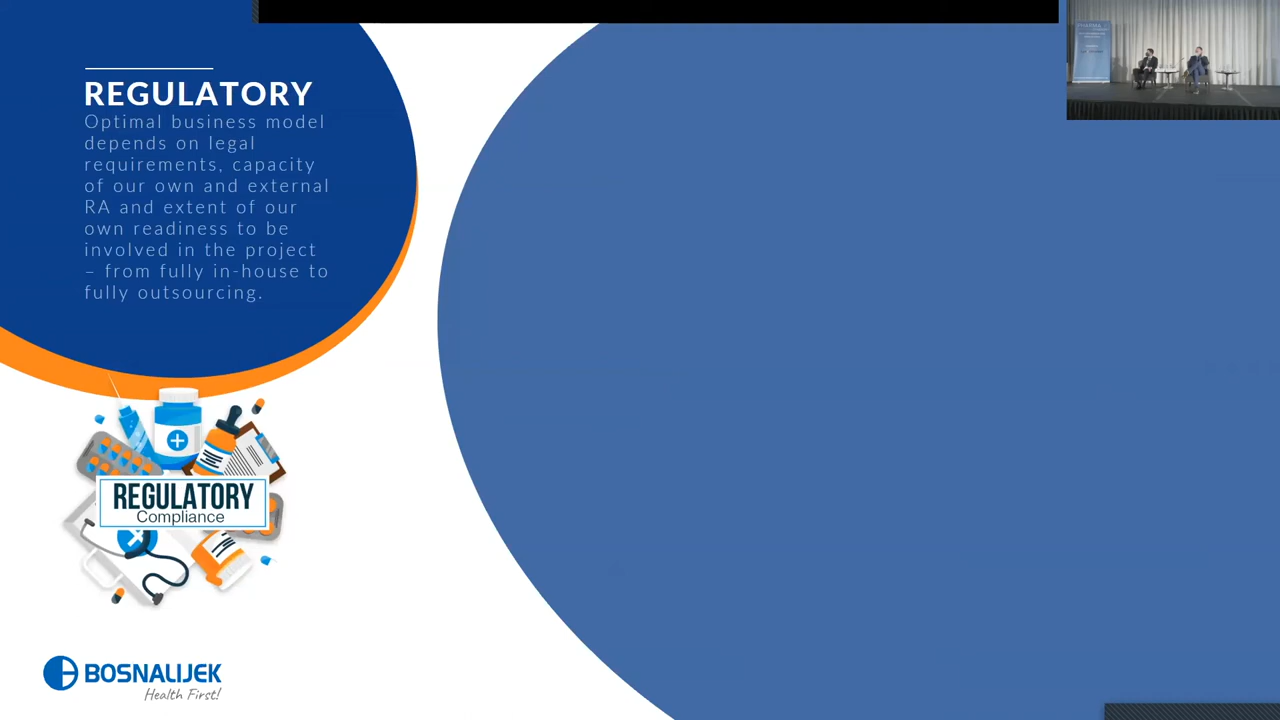 REGULATORY
Optimal business model
depends on legal
requirements, capacity
of our own and external
RA and extent of our
own readiness to be
involved in the project
– from fully in-house to
fully outsourcing.
REGULATORY
Compliance
BOSNALIJEK
Health First!